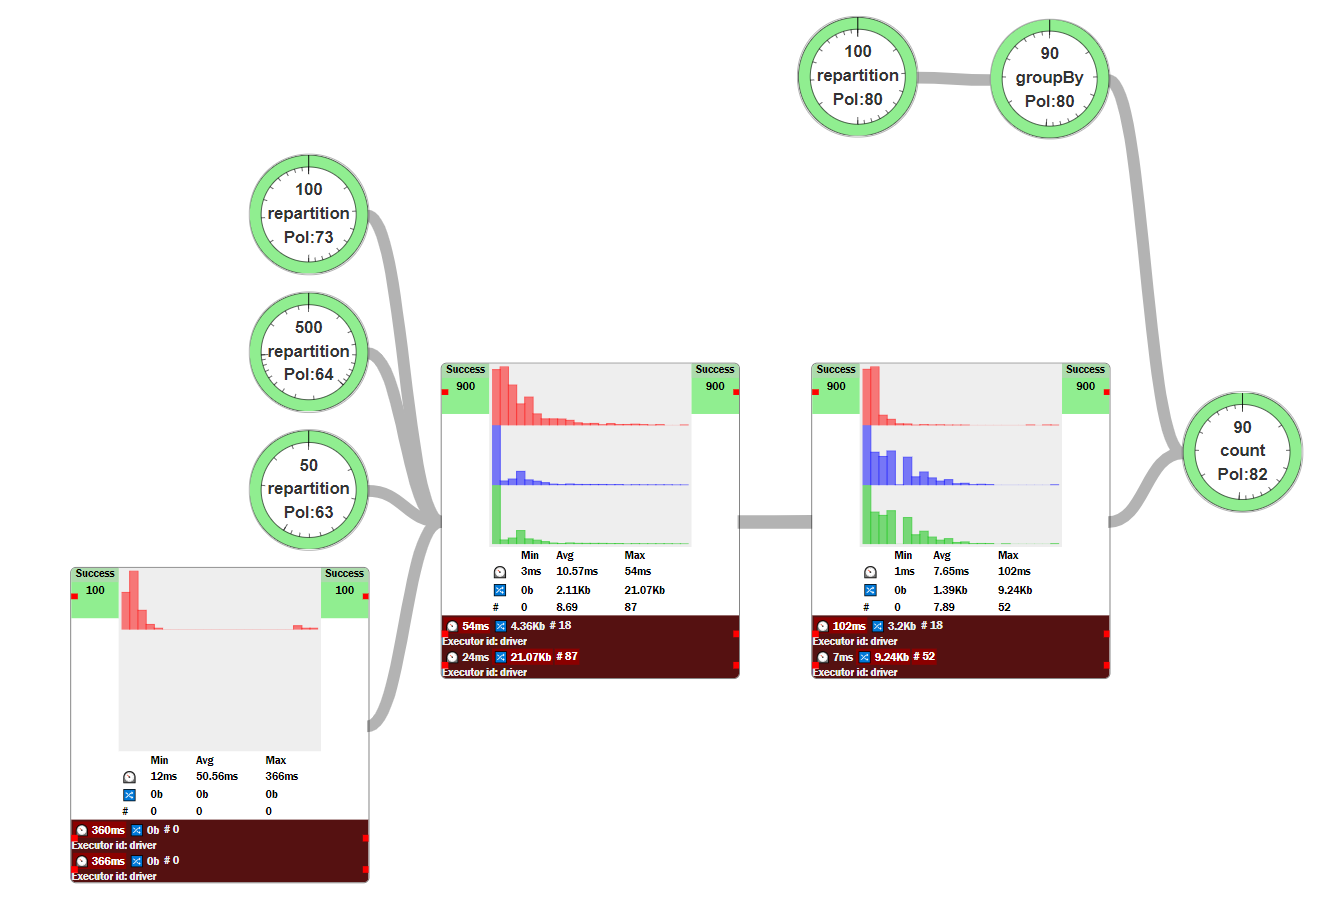 100
repartition
Pol:80
90
groupBy
Pol:80
100
repartition
Pol:73
500
repartition
Pol:64
50
repartition
Pol:63
Success
900
Success
900
Min Avg Max
3ms 10.57ms 54ms
0b 2.11Kb 21.07Kb
# 0 8.69 87
54ms 4.36Kb # 18
Executor id: driver
24ms 21.07Kb # 87
Executor id: driver
Success
900
Success
900
Min Avg Max
1ms 7.65ms 102ms
0b 1.39Kb 9.24Kb
# 0 7.89 52
102ms 3.2Kb # 18
Executor id: driver
7ms 9.24Kb # 52
Executor id: driver
90
count
Pol:82
Success
100
Success
100
Min Avg Max
12ms 50.56ms 366ms
0b 0b 0b
# 0 0 0
360ms 0b # 0
Executor id: driver
366ms 0b # 0
Executor id: driver